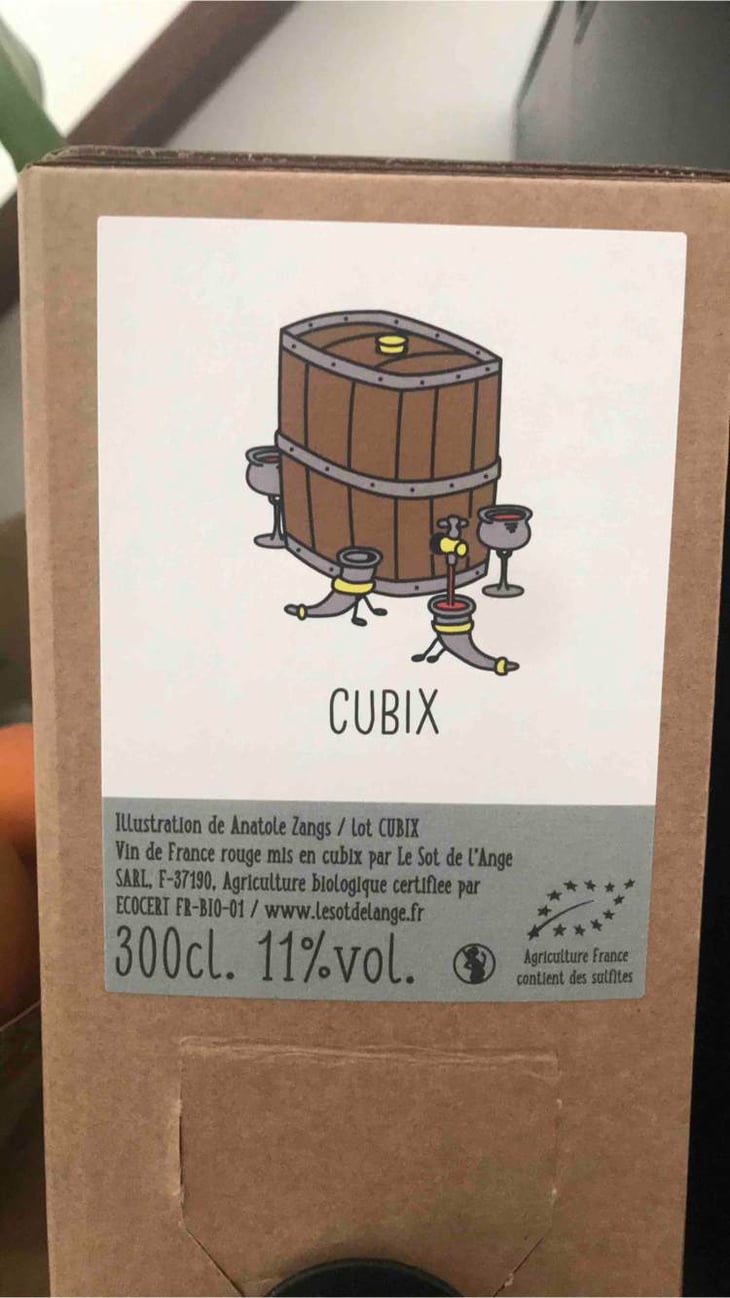 CUBIX
Illustration de Anatole Zangs / Lot CUBIX
Vin de France rouge mis en cubix par Le Sot de l'Ange
SARL, F-37190, Agriculture biologique certifiee par
ECOCERT FR-BIO-01 / www.lesotdelange.fr
300cl. 11%vol.
Agriculture France
contient des sulfites